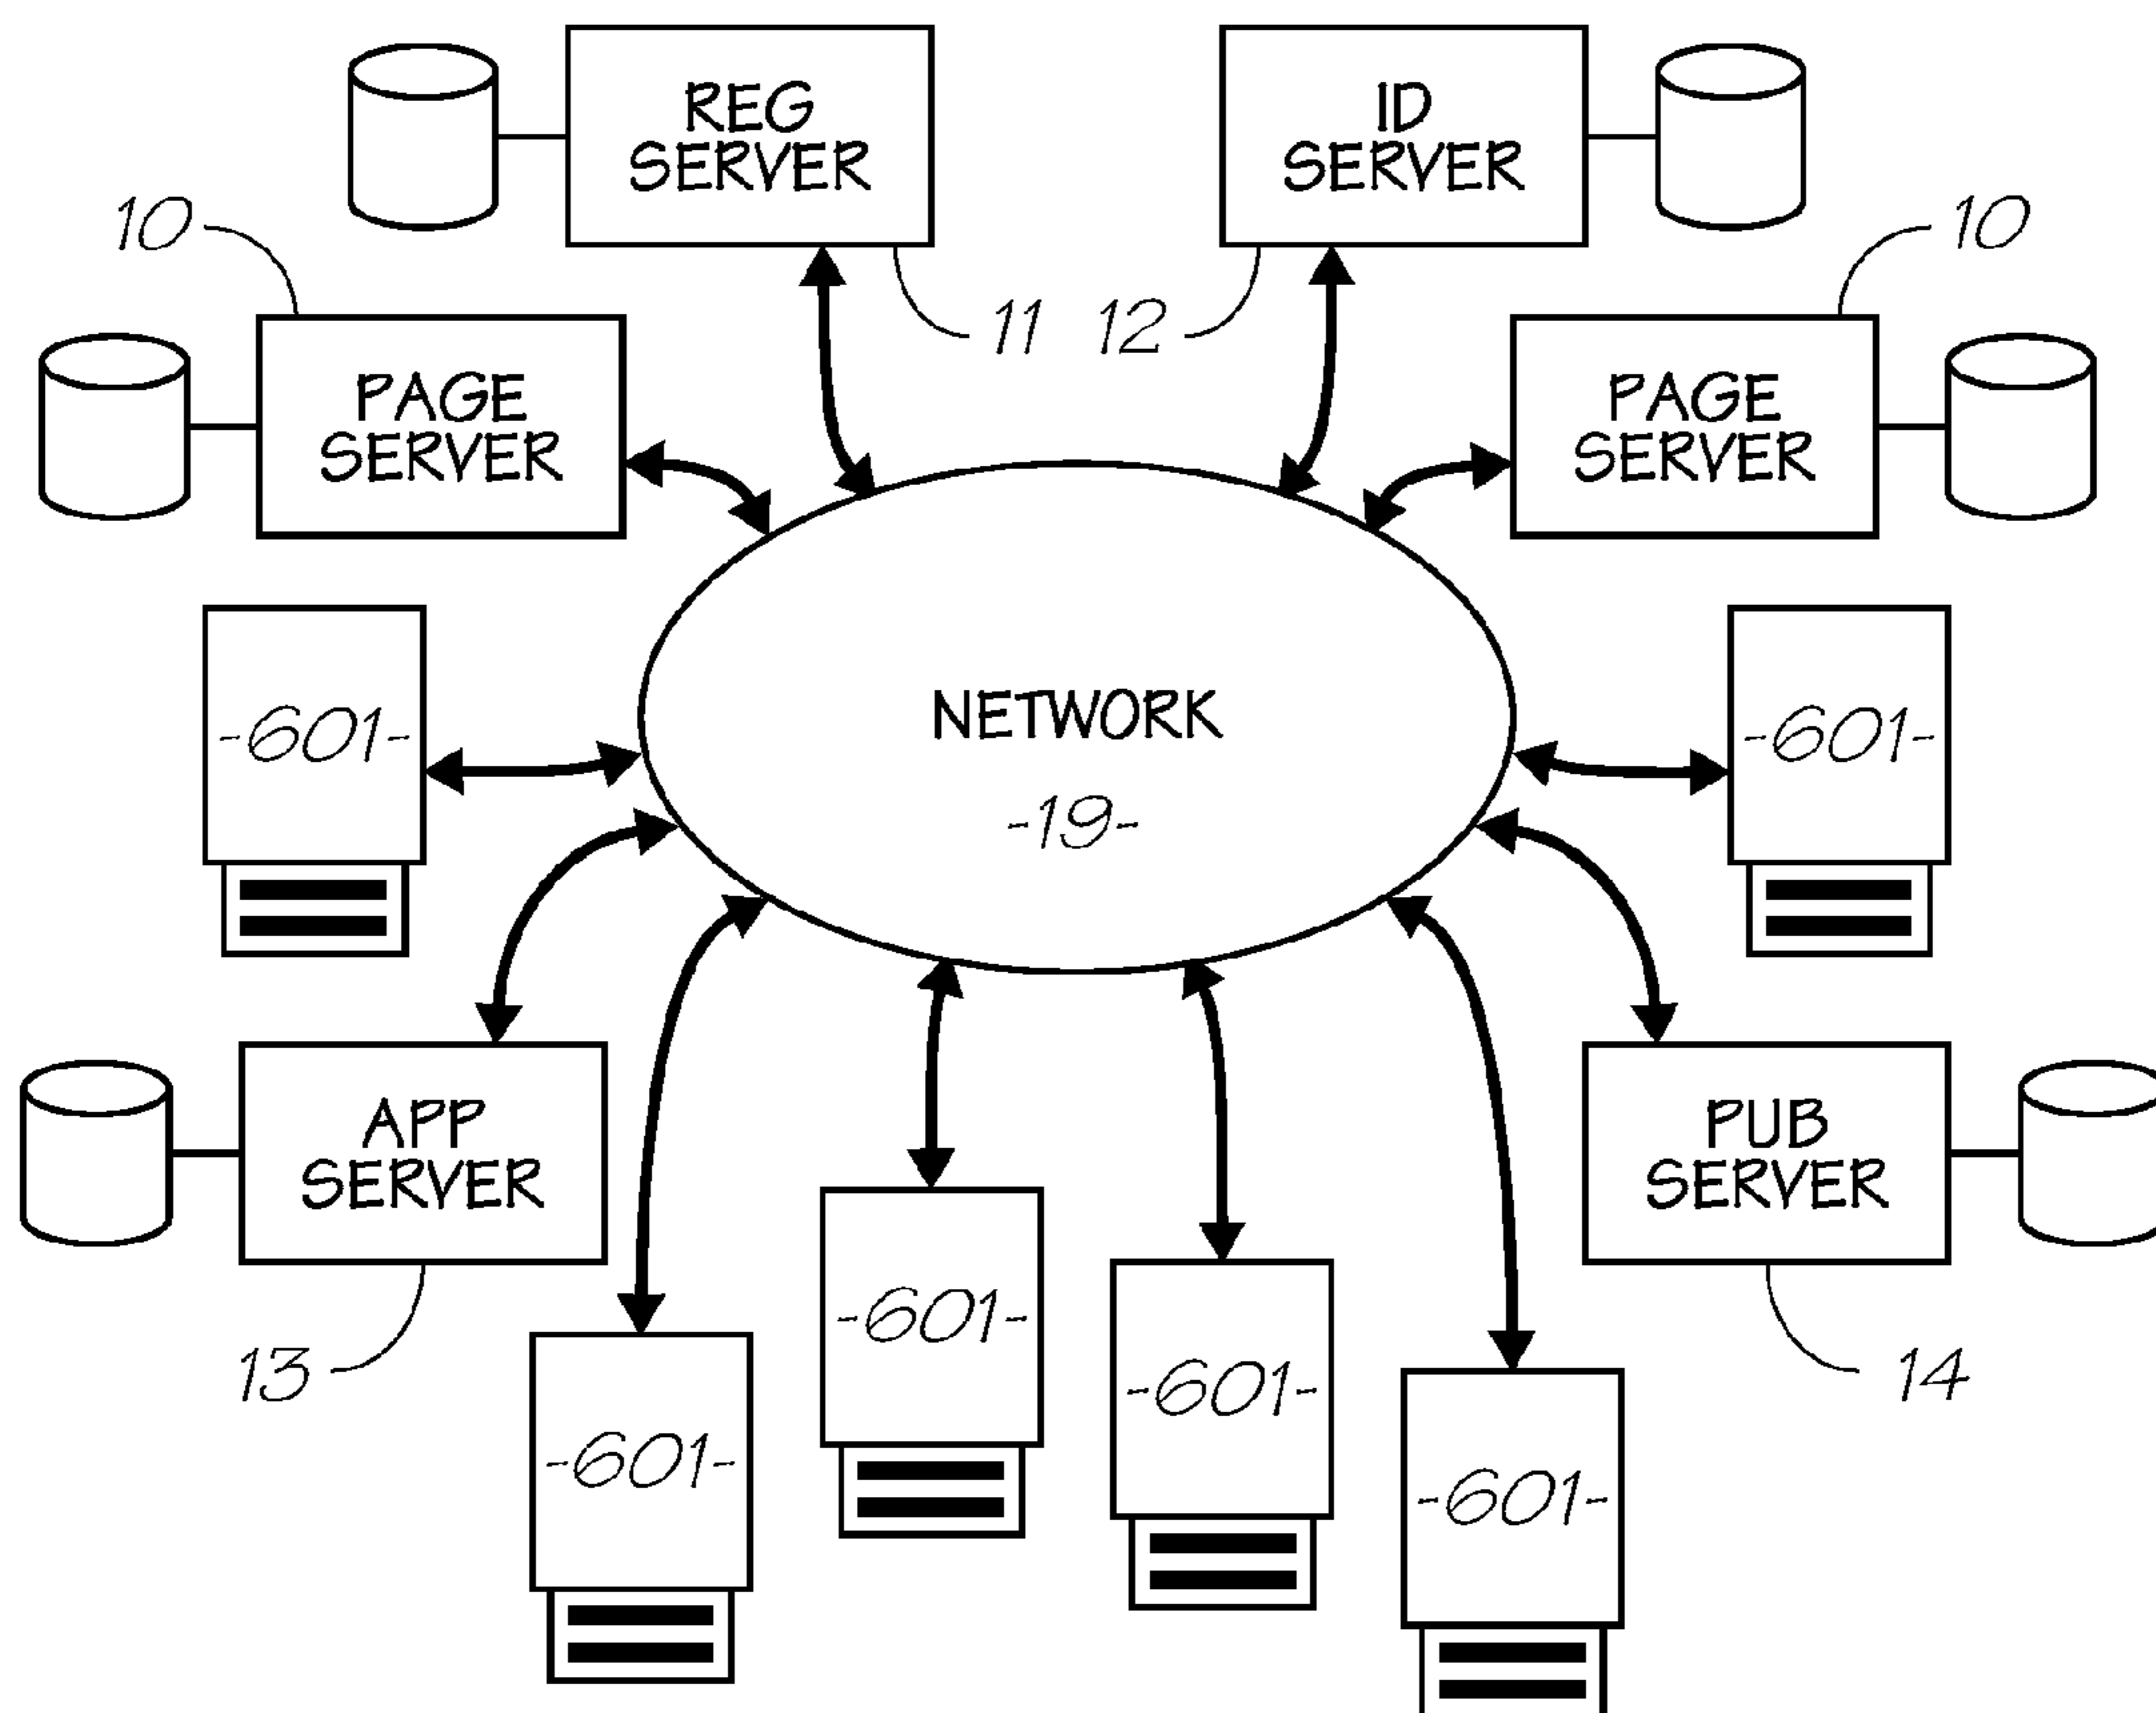 REG
SERVER
ID
SERVER
10
10
11
12
PAGE
SERVER
PAGE
SERVER
-601-
NETWORK
-19-
-601-
APP
SERVER
PUB
SERVER
13
-601-
-601-
-601-
-601-
14